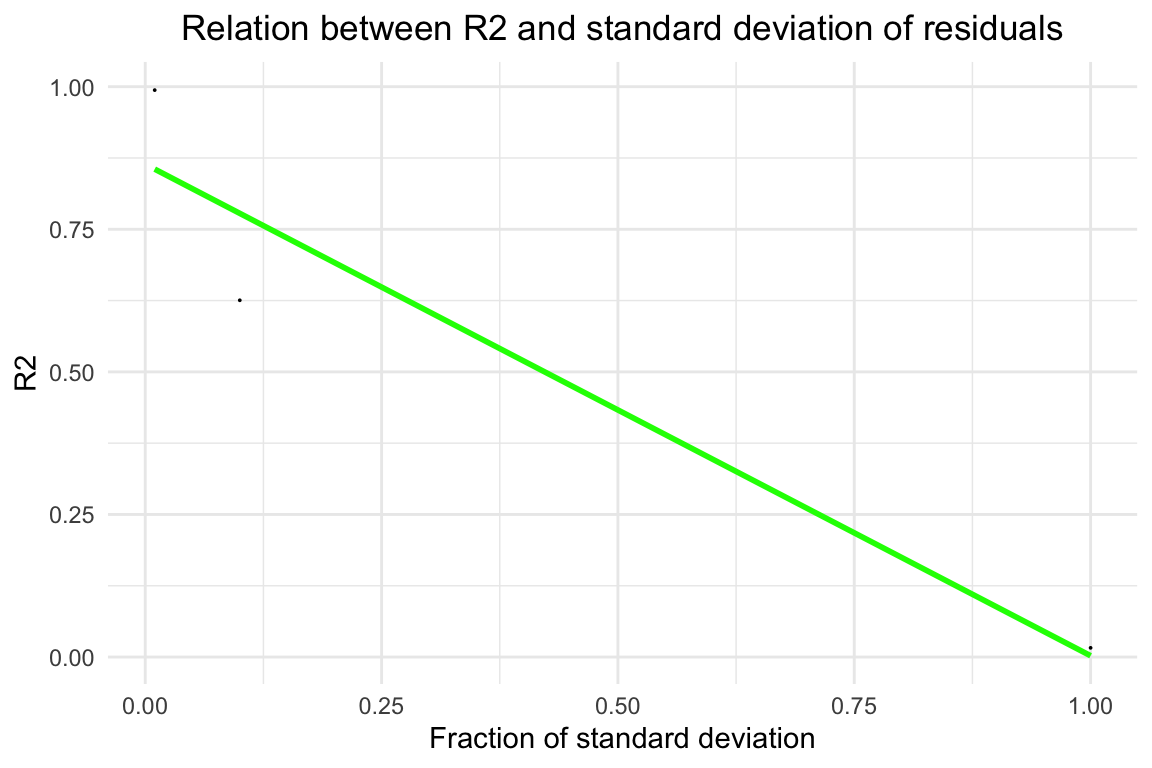 Relation between R2 and standard deviation of residuals
1.00
0.75
0.50
0.25
0.00
R2
0.00 0.25 0.50 0.75 1.00
Fraction of standard deviation